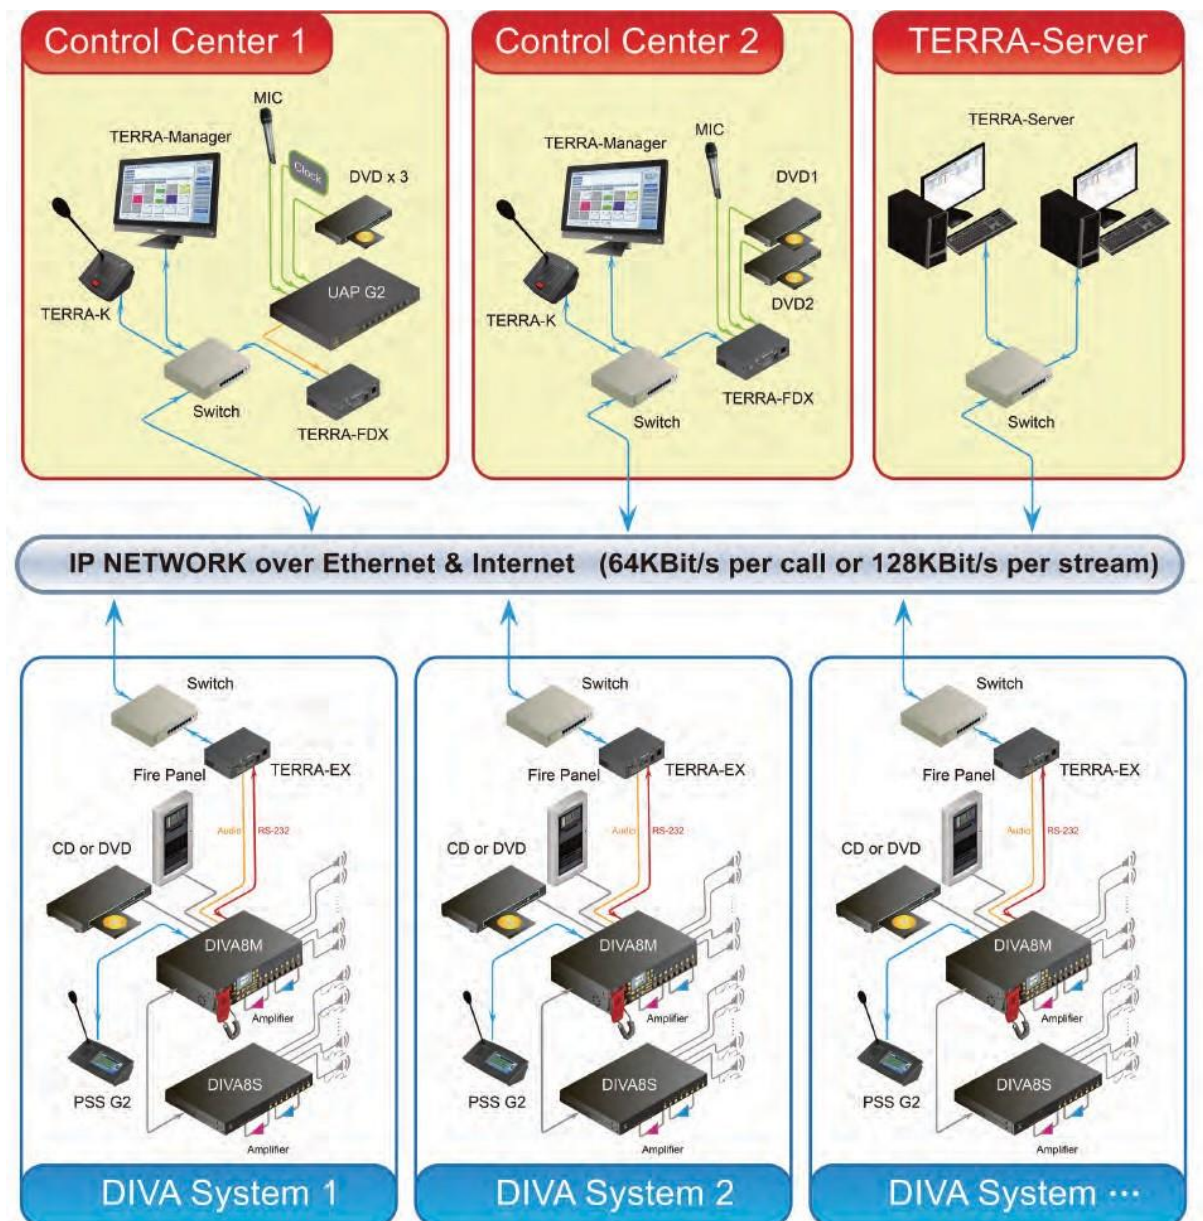 Control Center 1
MIC
TERRA-Manager
Clock
DVD x 3
UAP G2
TERRA-K
Switch
TERRA-FDX
Control Center 2
MIC
TERRA-Manager
DVD1
DVD2
TERRA-K
TERRA-FDX
Switch
TERRA-Server
TERRA-Server
Switch
IP NETWORK over Ethernet & Internet (64KBit/s per call or 128KBit/s per stream)
Switch
Fire Panel
TERRA-EX
Audio
RS-232
CD or DVD
DIVA8M
Amplifier
DIVA8S
PSS G2
Amplifier
DIVA System 1
Switch
Fire Panel
TERRA-EX
Audio
RS-232
CD or DVD
DIVA8M
Amplifier
DIVA8S
PSS G2
Amplifier
DIVA System 2
Switch
Fire Panel
TERRA-EX
Audio
RS-232
CD or DVD
DIVA8M
Amplifier
DIVA8S
PSS G2
Amplifier
DIVA System ···